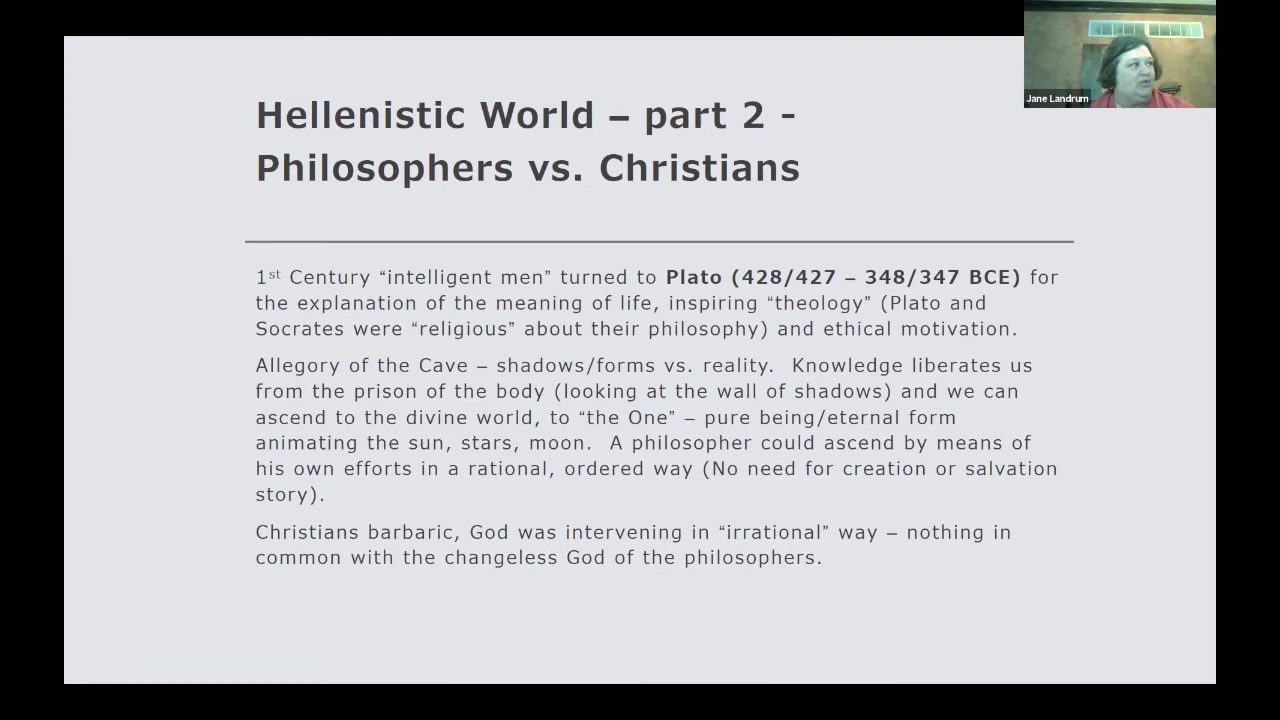 Jane Landrum
Hellenistic World – part 2 -
Philosophers vs. Christians
1st Century “intelligent men” turned to Plato (428/427 – 348/347 BCE) for
the explanation of the meaning of life, inspiring “theology” (Plato and
Socrates were “religious” about their philosophy) and ethical motivation.
Allegory of the Cave – shadows/forms vs. reality.  Knowledge liberates us
from the prison of the body (looking at the wall of shadows) and we can
ascend to the divine world, to “the One” – pure being/eternal form
animating the sun, stars, moon.  A philosopher could ascend by means of
his own efforts in a rational, ordered way (No need for creation or salvation
story).
Christians barbaric, God was intervening in “irrational” way – nothing in
common with the changeless God of the philosophers.